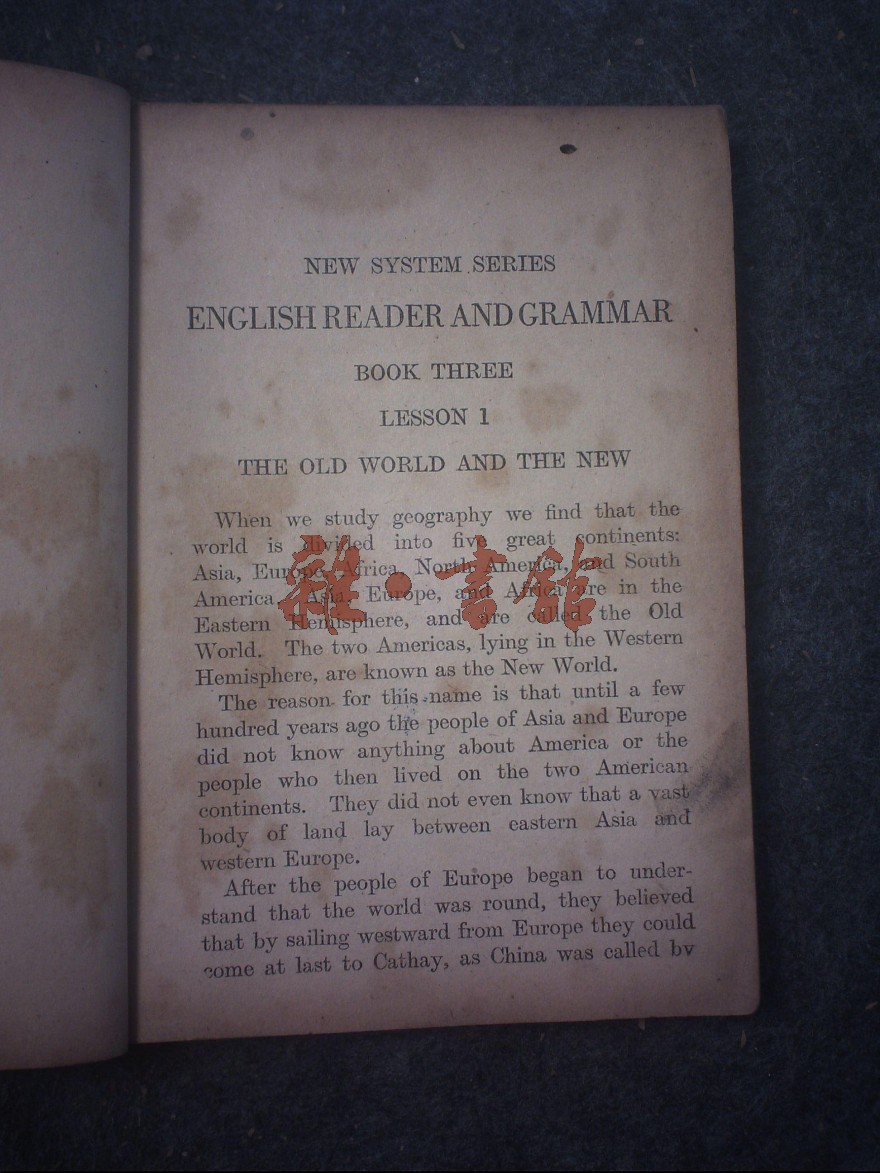 NEW SYSTEM SERIES
ENGLISH READER AND GRAMMAR
BOOK THREE
LESSON 1
THE OLD WORLD AND THE NEW
When we study geography we find that the
world is divided into five great continents:
Asia, Europe, Africa, North America, and South
America. Asia, Europe, and Africa are in the
Eastern Hemisphere, and are called the Old
World. The two Americas, lying in the Western
Hemisphere, are known as the New World.
The reason for this name is that until a few
hundred years ago the people of Asia and Europe
did not know anything about America or the
people who then lived on the two American
continents. They did not even know that a vast
body of land lay between eastern Asia and
western Europe.
After the people of Europe began to under-
stand that the world was round, they believed
that by sailing westward from Europe they could
come at last to Cathay, as China was called by
雜·書館